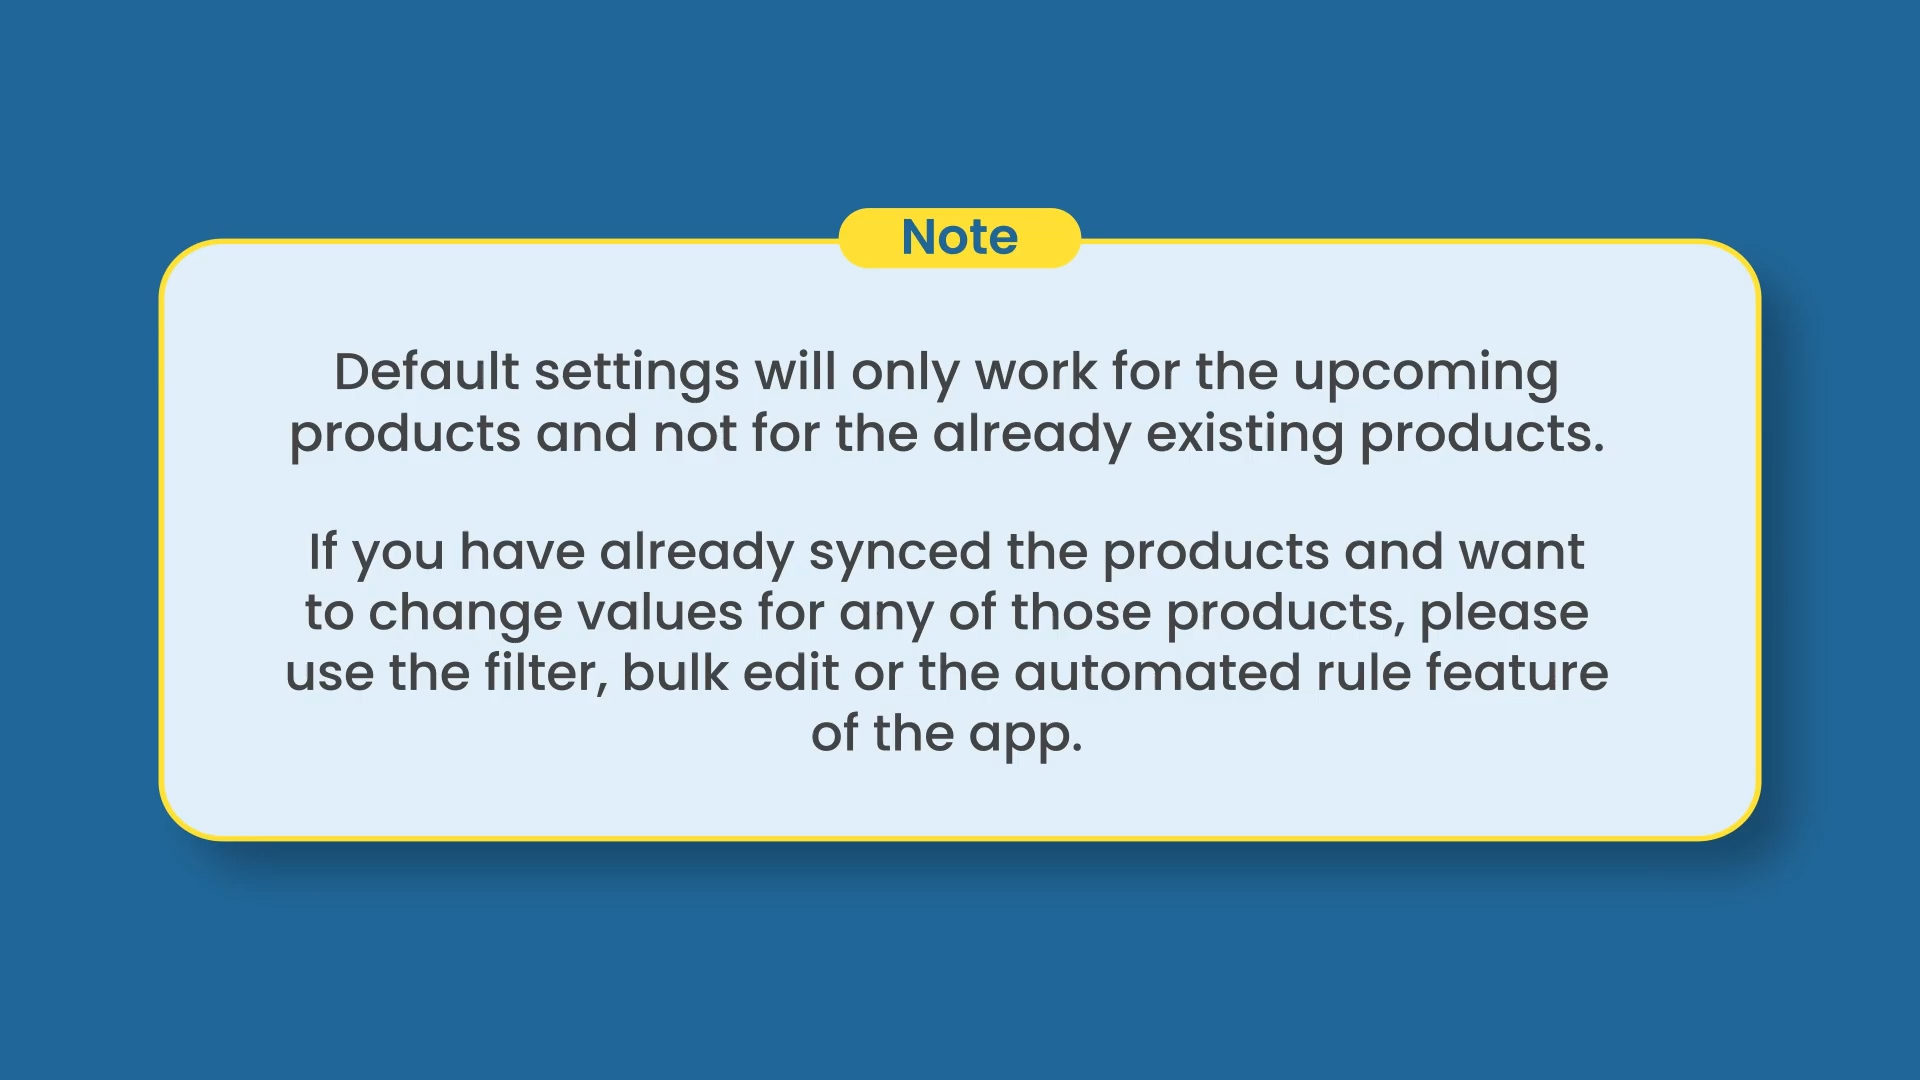 Note
Default settings will only work for the upcoming
products and not for the already existing products.
If you have already synced the products and want
to change values for any of those products, please
use the filter, bulk edit or the automated rule feature
of the app.